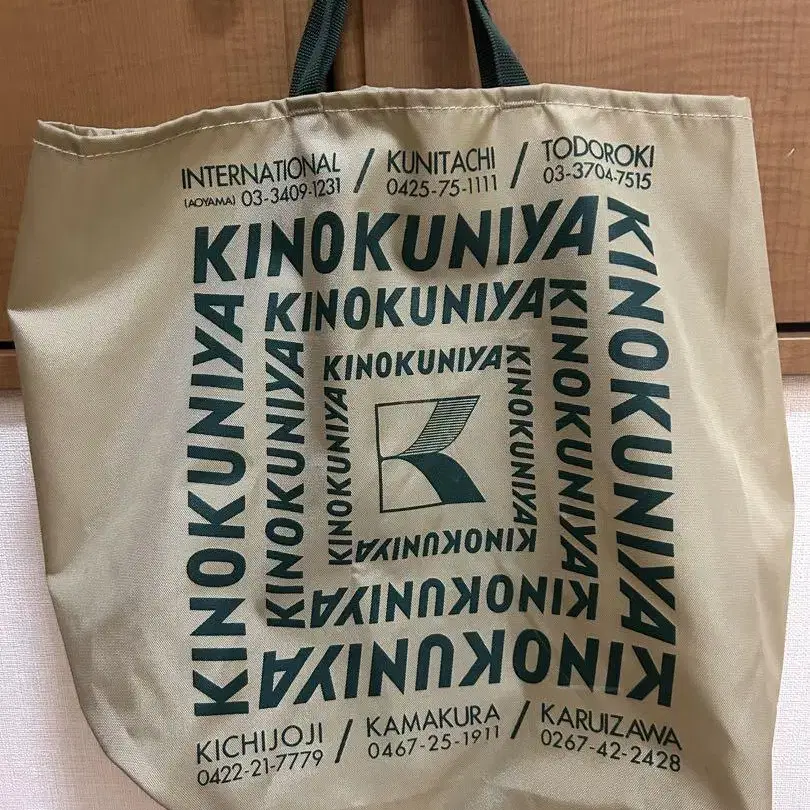 INTERNATIONAL / KUNITACHI / TODOROKI
(AOYAMA) 03-3409-1231 0425-75-1111 03-3704-7515
KINOKUNIYA
KINOKUNIYA
KINOKUNIYA
KINOKUNIYA
KINOKUNIYA
KINOKUNIYA
KINOKUNIYA
KINOKUNIYA
KINOKUNIYA
KINOKUNIYA
KINOKUNIYA
KINOKUNIYA
KICHIJOJI / KAMAKURA / KARUIZAWA
0422-21-7779 0467-25-1911 0267-42-2428